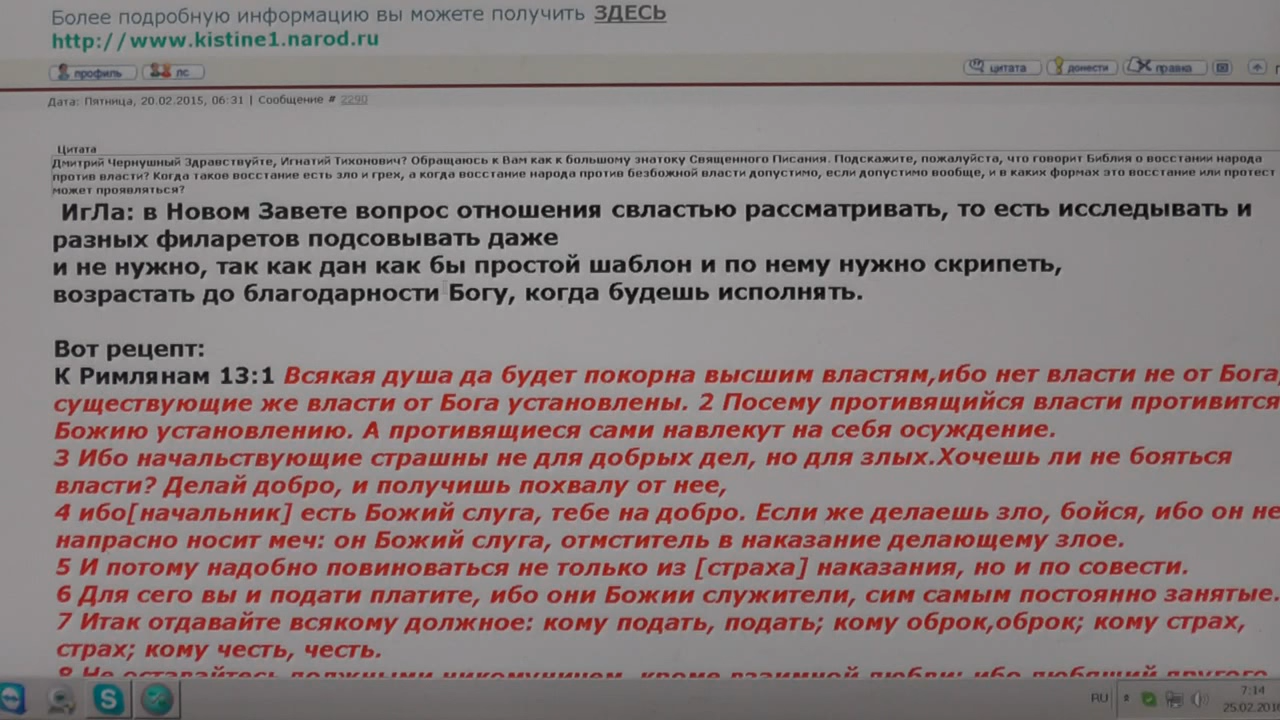 Более подробную информацию вы можете получить ЗДЕСЬ
http://www.kistine1.narod.ru
профиль лс цитата донести правка
Дата: Пятница, 20.02.2015, 06:31 | Сообщение # 2290
Цитата
Дмитрий Чернушный Здравствуйте, Игнатий Тихонович? Обращаюсь к Вам как к большому знатоку Священного Писания. Подскажите, пожалуйста, что говорит Библия о восстании народа
против власти? Когда такое восстание есть зло и грех, а когда восстание народа против безбожной власти допустимо, если допустимо вообще, и в каких формах это восстание или протест
может проявляться?
ИгЛа: в Новом Завете вопрос отношения свластью рассматривать, то есть исследывать и
разных филаретов подсовывать даже
и не нужно, так как дан как бы простой шаблон и по нему нужно скрипеть,
возрастать до благодарности Богу, когда будешь исполнять.
Вот рецепт:
К Римлянам 13:1 Всякая душа да будет покорна высшим властям,ибо нет власти не от Бога;
существующие же власти от Бога установлены. 2 Посему противящийся власти противится
Божию установлению. А противящиеся сами навлекут на себя осуждение.
3 Ибо начальствующие страшны не для добрых дел, но для злых.Хочешь ли не бояться
власти? Делай добро, и получишь похвалу от нее,
4 ибо[начальник] есть Божий слуга, тебе на добро. Если же делаешь зло, бойся, ибо он не
напрасно носит меч: он Божий слуга, отмститель в наказание делающему злое.
5 И потому надобно повиноваться не только из [страха] наказания, но и по совести.
6 Для сего вы и подати платите, ибо они Божии служители, сим самым постоянно занятые.
7 Итак отдавайте всякому должное: кому подать, подать; кому оброк,оброк; кому страх,
страх; кому честь, честь.
8 Не оставайтесь должными никомуничем, кроме взаимной любви; ибо любящий другого
RU 7:14